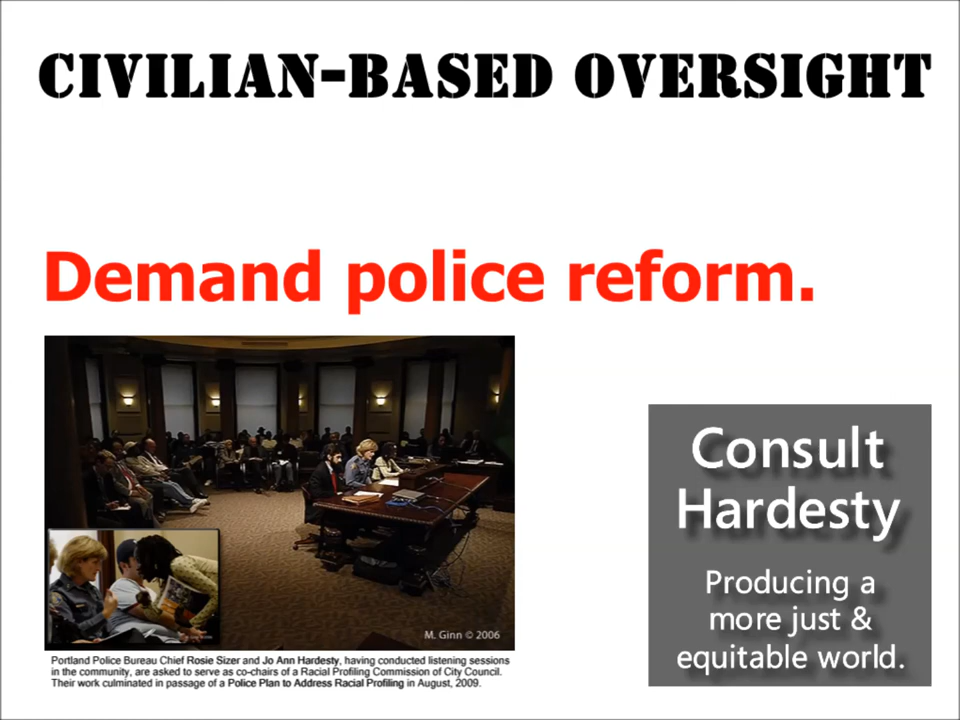 CIVILIAN-BASED OVERSIGHT
Demand police reform.
M. Ginn © 2006
Portland Police Bureau Chief Rosie Sizer and Jo Ann Hardesty, having conducted listening sessions
in the community, are asked to serve as co-chairs of a Racial Profiling Commission of City Council.
Their work culminated in passage of a Police Plan to Address Racial Profiling in August, 2009.
Consult
Hardesty
Producing a
more just &
equitable world.